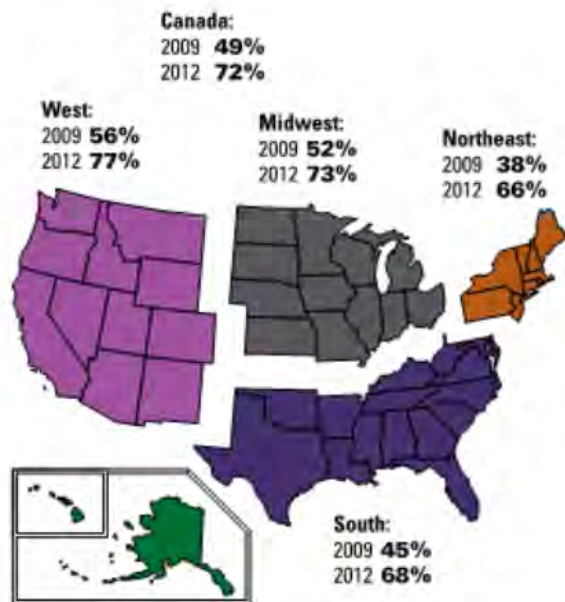 Canada:
2009 49%
2012 72%
West:
2009 56%
2012 77%
Midwest:
2009 52%
2012 73%
Northeast:
2009 38%
2012 66%
South:
2009 45%
2012 68%